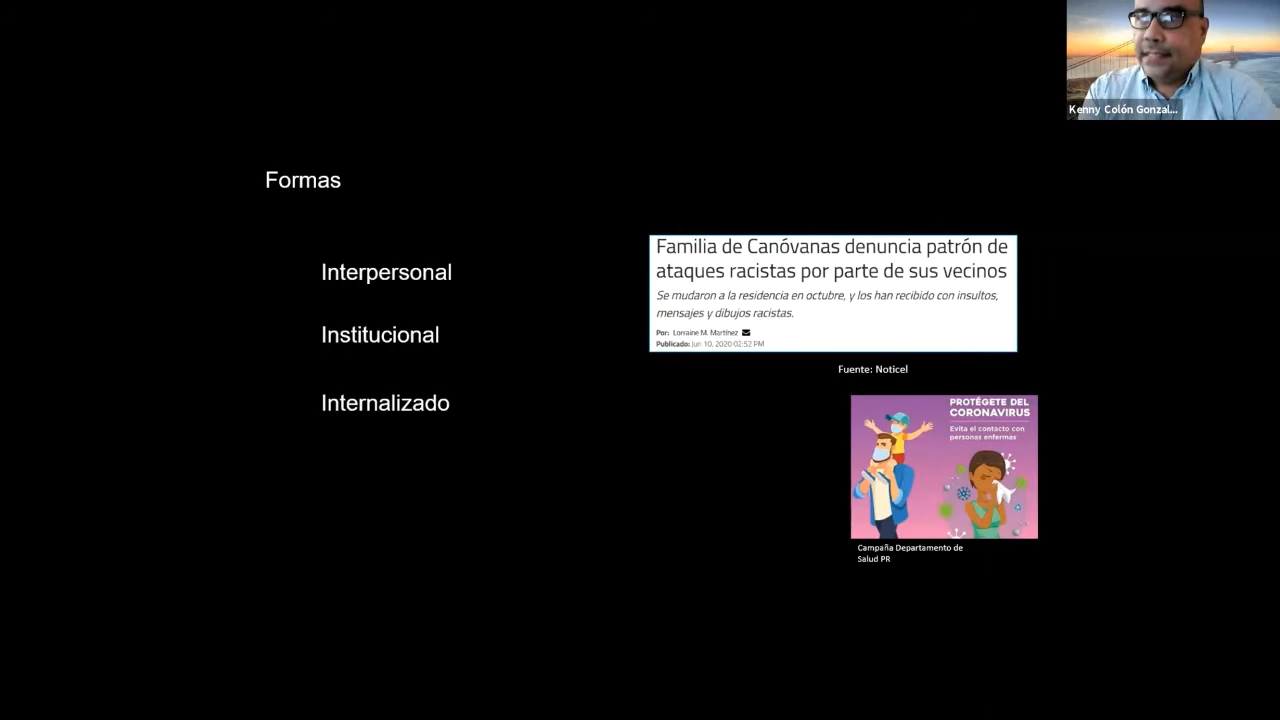 Kenny Colón Gonzal...
Formas
Interpersonal
Institucional
Internalizado
Familia de Canóvanas denuncia patrón de
ataques racistas por parte de sus vecinos
Se mudaron a la residencia en octubre, y los han recibido con insultos,
mensajes y dibujos racistas.
Por: Lorraine M. Martínez
Publicado: Jun 10, 2020 02:52 PM
Fuente: Noticel
PROTÉGETE DEL
CORONAVIRUS
Evita el contacto con
personas enfermas
Campaña Departamento de
Salud PR